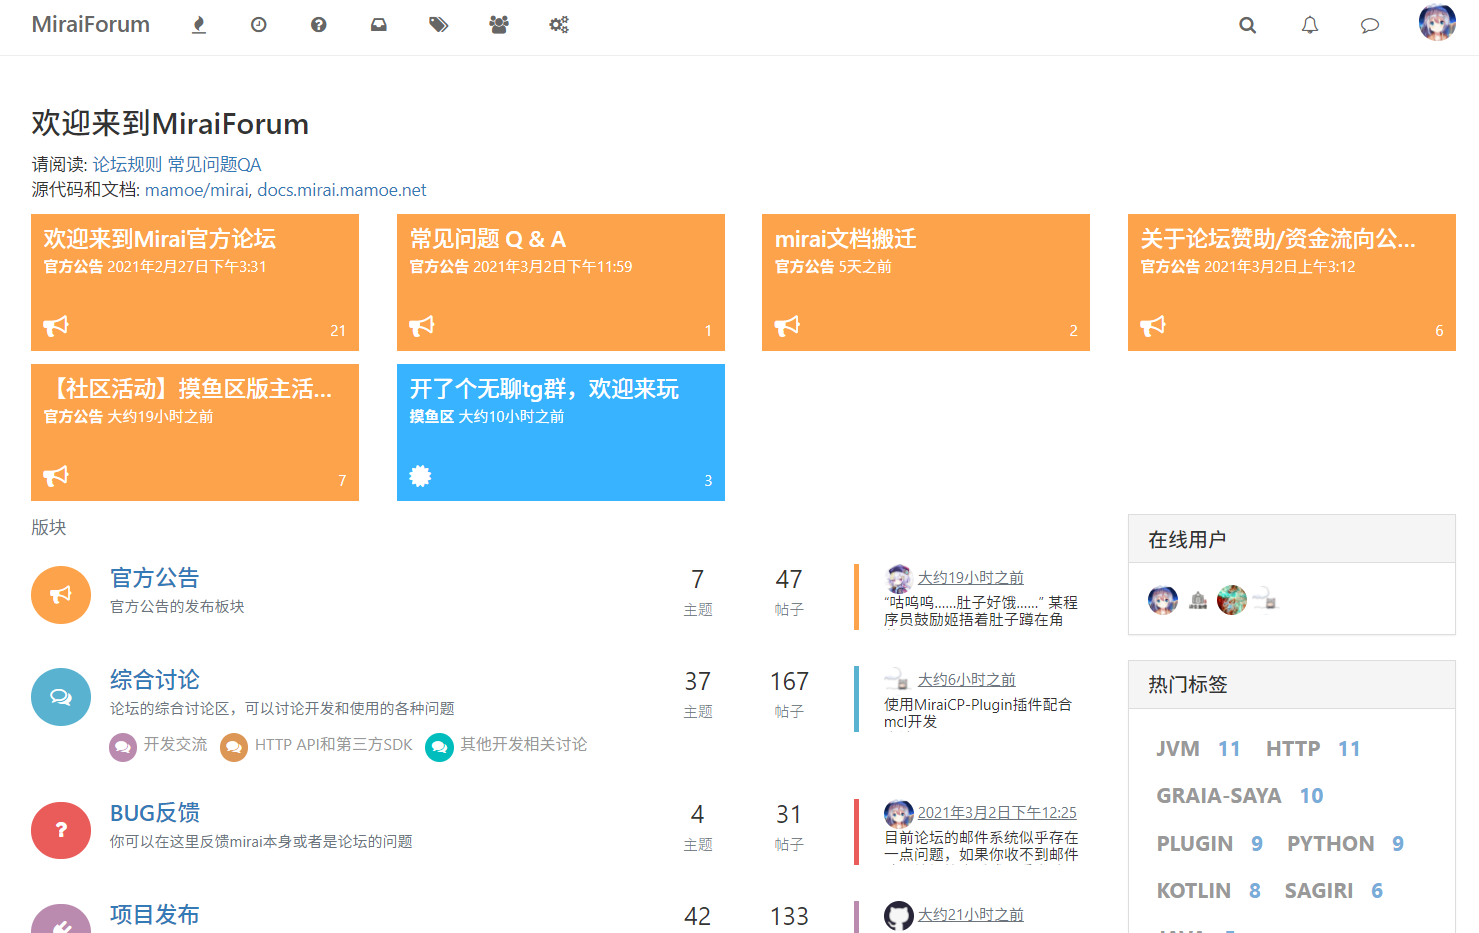 MiraiForum
欢迎来到MiraiForum
请阅读: 论坛规则 常见问题QA
源代码和文档: mamoe/mirai, docs.mirai.mamoe.net
欢迎来到Mirai官方论坛
官方公告 2021年2月27日下午3:31
21
常见问题 Q & A
官方公告 2021年3月2日下午11:59
1
mirai文档搬迁
官方公告 5天之前
2
关于论坛赞助/资金流向公...
官方公告 2021年3月2日上午3:12
6
【社区活动】摸鱼区版主活...
官方公告 大约19小时之前
7
开了个无聊tg群，欢迎来玩
摸鱼区 大约10小时之前
3
版块
官方公告
官方公告的发布板块
7
主题
47
帖子
大约19小时之前
“咕呜呜……肚子好饿……” 某程
序员鼓励姬捂着肚子蹲在角
综合讨论
论坛的综合讨论区，可以讨论开发和使用的各种问题
开发交流 HTTP API和第三方SDK 其他开发相关讨论
37
主题
167
帖子
大约6小时之前
使用MiraiCP-Plugin插件配合
mcl开发
BUG反馈
你可以在这里反馈mirai本身或者是论坛的问题
4
主题
31
帖子
2021年3月2日下午12:25
目前论坛的邮件系统似乎存在
一点问题，如果你收不到邮件
项目发布
42
133
大约21小时之前
在线用户
热门标签
JVM 11 HTTP 11
GRAIA-SAYA 10
PLUGIN 9 PYTHON 9
KOTLIN 8 SAGIRI 6